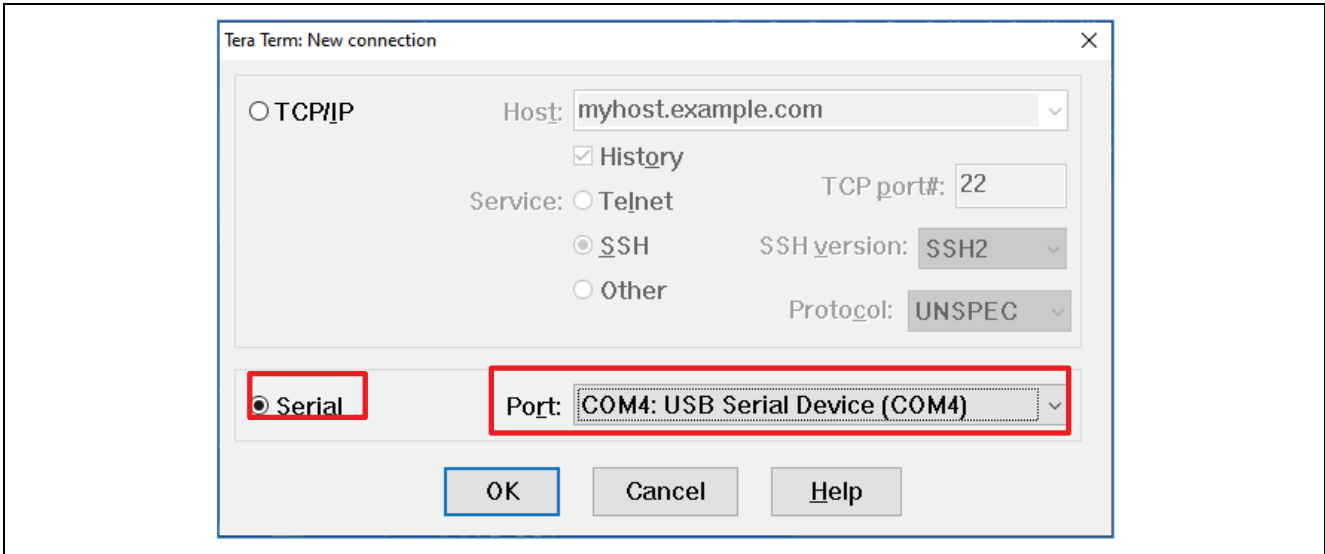 Tera Term: New connection
TCP/IP
Host: myhost.example.com
History
Service: Telnet
TCP port#: 22
SSH
SSH version: SSH2
Other
Protocol: UNSPEC
Serial
Port: COM4: USB Serial Device (COM4)
OK
Cancel
Help